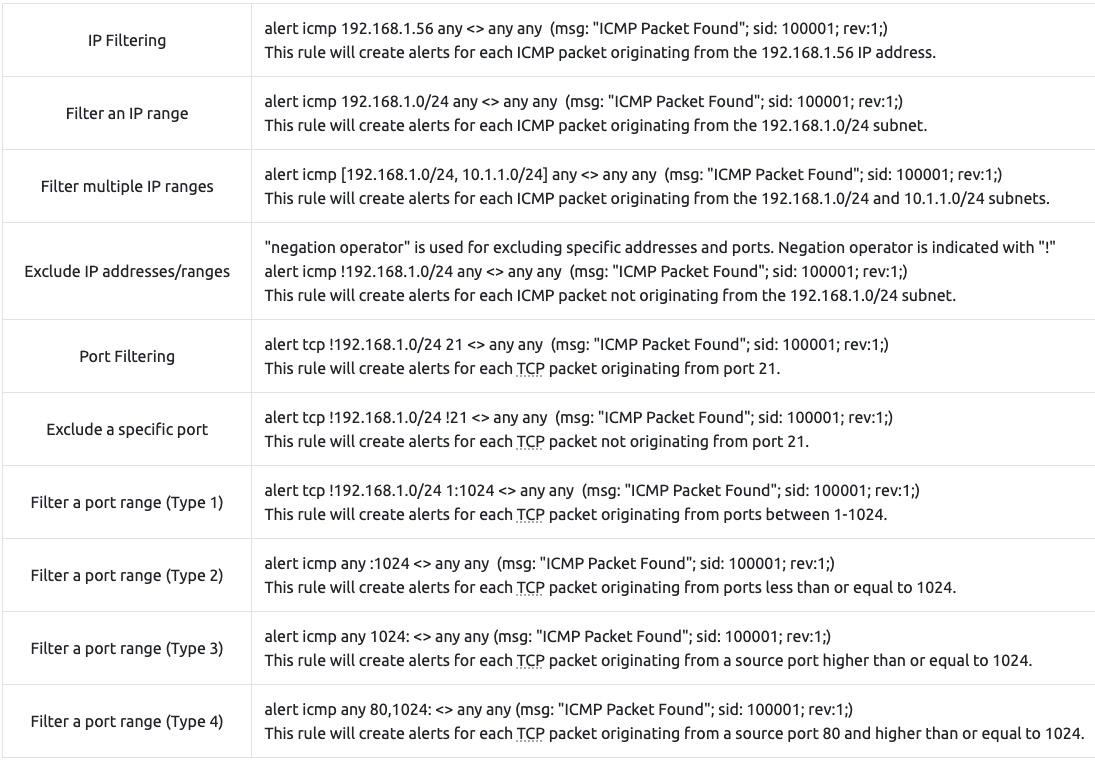 IP Filtering
alert icmp 192.168.1.56 any <> any any  (msg: "ICMP Packet Found"; sid: 100001; rev:1;)
This rule will create alerts for each ICMP packet originating from the 192.168.1.56 IP address.
Filter an IP range
alert icmp 192.168.1.0/24 any <> any any  (msg: "ICMP Packet Found"; sid: 100001; rev:1;)
This rule will create alerts for each ICMP packet originating from the 192.168.1.0/24 subnet.
Filter multiple IP ranges
alert icmp [192.168.1.0/24, 10.1.1.0/24] any <> any any  (msg: "ICMP Packet Found"; sid: 100001; rev:1;)
This rule will create alerts for each ICMP packet originating from the 192.168.1.0/24 and 10.1.1.0/24 subnets.
Exclude IP addresses/ranges
"negation operator" is used for excluding specific addresses and ports. Negation operator is indicated with "!"
alert icmp !192.168.1.0/24 any <> any any  (msg: "ICMP Packet Found"; sid: 100001; rev:1;)
This rule will create alerts for each ICMP packet not originating from the 192.168.1.0/24 subnet.
Port Filtering
alert tcp !192.168.1.0/24 21 <> any any  (msg: "ICMP Packet Found"; sid: 100001; rev:1;)
This rule will create alerts for each TCP packet originating from port 21.
Exclude a specific port
alert tcp !192.168.1.0/24 !21 <> any any  (msg: "ICMP Packet Found"; sid: 100001; rev:1;)
This rule will create alerts for each TCP packet not originating from port 21.
Filter a port range (Type 1)
alert tcp !192.168.1.0/24 1:1024 <> any any  (msg: "ICMP Packet Found"; sid: 100001; rev:1;)
This rule will create alerts for each TCP packet originating from ports between 1-1024.
Filter a port range (Type 2)
alert icmp any :1024 <> any any  (msg: "ICMP Packet Found"; sid: 100001; rev:1;)
This rule will create alerts for each TCP packet originating from ports less than or equal to 1024.
Filter a port range (Type 3)
alert icmp any 1024: <> any any (msg: "ICMP Packet Found"; sid: 100001; rev:1;)
This rule will create alerts for each TCP packet originating from a source port higher than or equal to 1024.
Filter a port range (Type 4)
alert icmp any 80,1024: <> any any (msg: "ICMP Packet Found"; sid: 100001; rev:1;)
This rule will create alerts for each TCP packet originating from a source port 80 and higher than or equal to 1024.